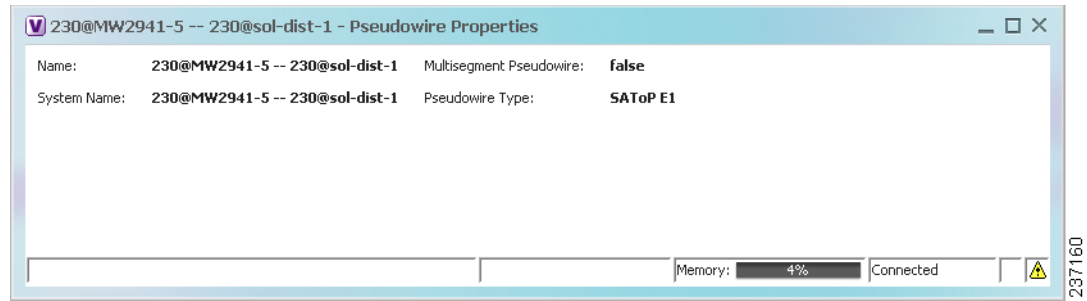 V 230@MW2941-5 -- 230@sol-dist-1 - Pseudowire Properties
Name: 230@MW2941-5 -- 230@sol-dist-1 Multisegment Pseudowire: false
System Name: 230@MW2941-5 -- 230@sol-dist-1 Pseudowire Type: SAToP E1
Memory: 4% Connected
237160